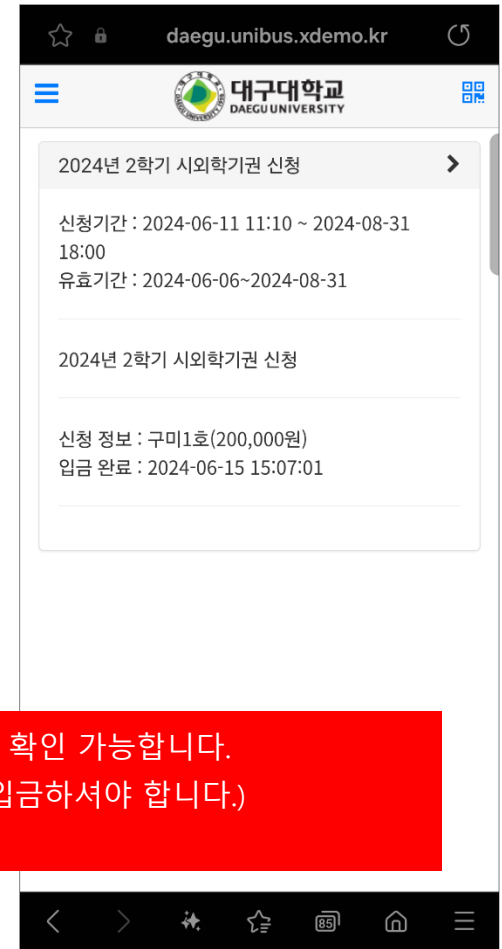 daegu.unibus.xdemo.kr
대구대학교
DAEGU UNIVERSITY
2024년 2학기 시외학기권 신청
신청기간 : 2024-06-11 11:10 ~ 2024-08-31
18:00
유효기간 : 2024-06-06~2024-08-31
2024년 2학기 시외학기권 신청
신청 정보 : 구미1호(200,000원)
입금 완료 : 2024-06-15 15:07:01
확인 가능합니다.
입금하셔야 합니다.)
85